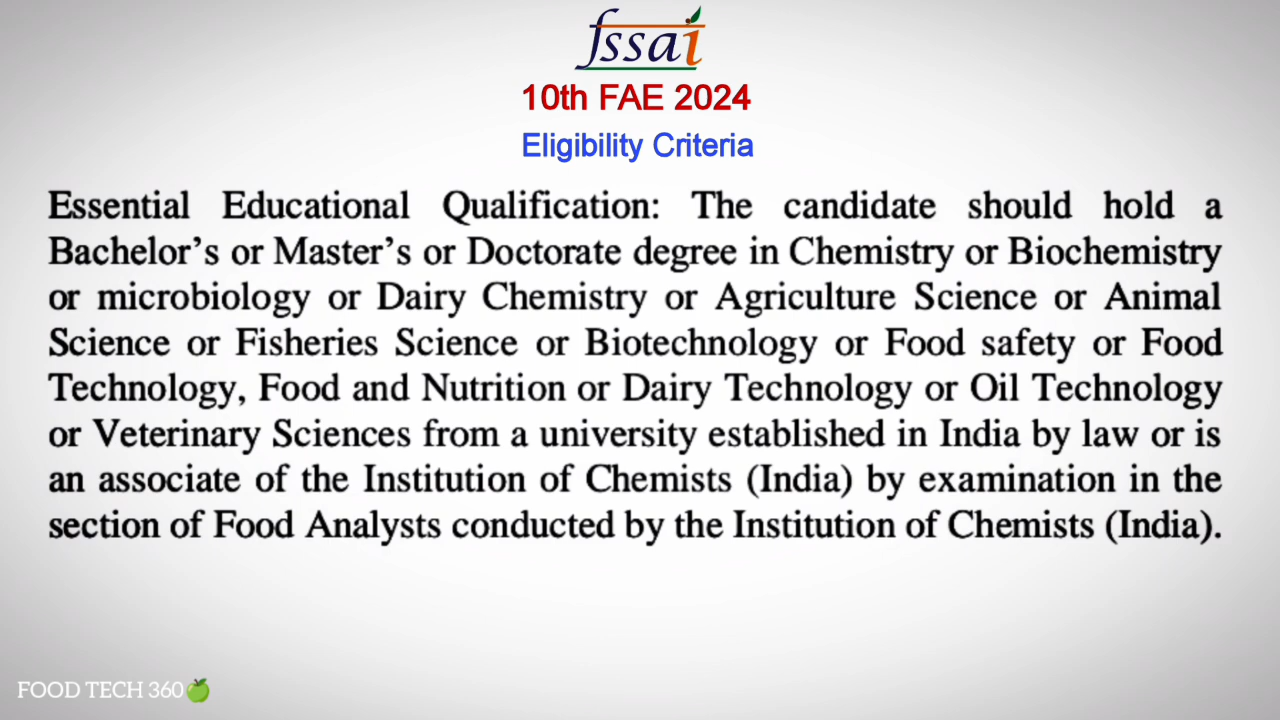 fssai
10th FAE 2024
Eligibility Criteria
Essential Educational Qualification: The candidate should hold a
Bachelor's or Master's or Doctorate degree in Chemistry or Biochemistry
or microbiology or Dairy Chemistry or Agriculture Science or Animal
Science or Fisheries Science or Biotechnology or Food safety or Food
Technology, Food and Nutrition or Dairy Technology or Oil Technology
or Veterinary Sciences from a university established in India by law or is
an associate of the Institution of Chemists (India) by examination in the
section of Food Analysts conducted by the Institution of Chemists (India).
FOOD TECH 360